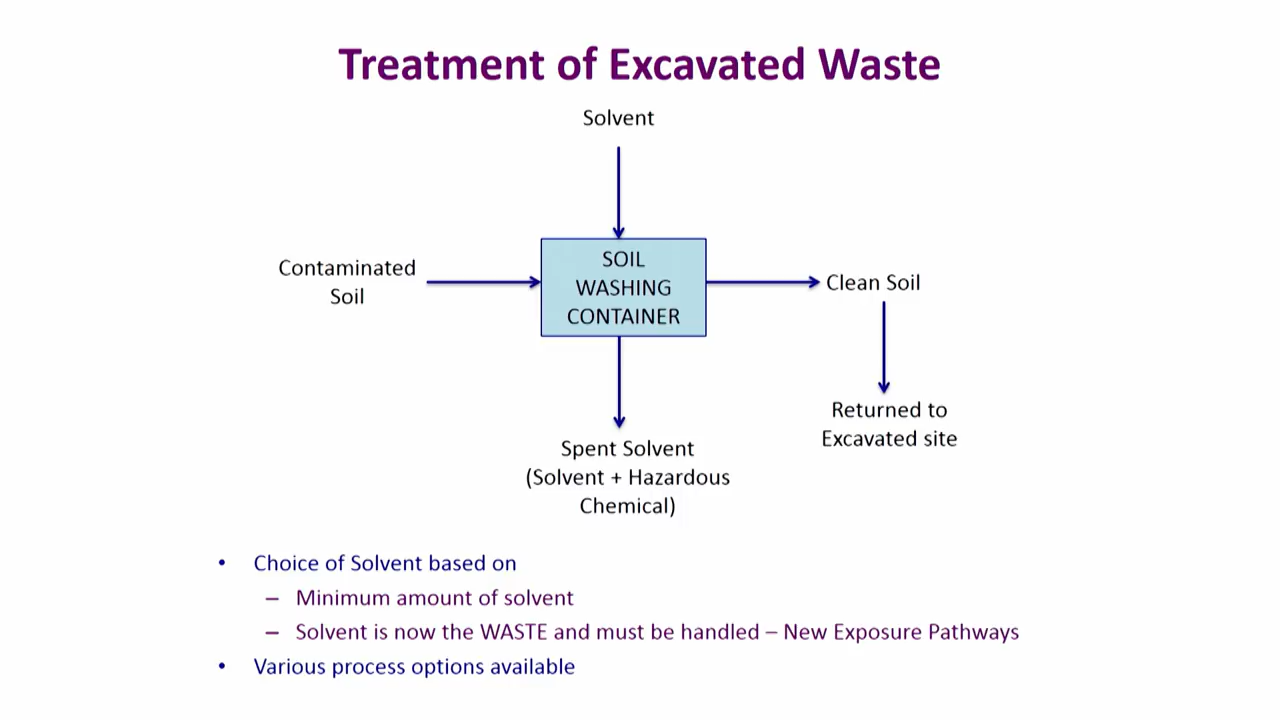 Treatment of Excavated Waste
Solvent
Contaminated
Soil
SOIL
WASHING
CONTAINER
Clean Soil
Returned to
Excavated site
Spent Solvent
(Solvent + Hazardous
Chemical)
• Choice of Solvent based on
– Minimum amount of solvent
– Solvent is now the WASTE and must be handled – New Exposure Pathways
• Various process options available